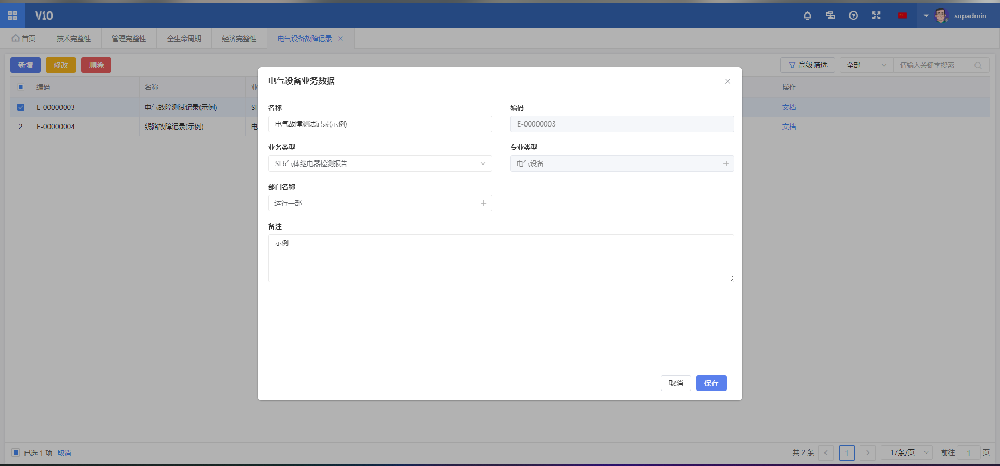 V10
supadmin
首页
技术完整性
管理完整性
全生命周期
经济完整性
电气设备故障记录
新增
修改
删除
高级筛选
全部
请输入关键字搜索
编码
名称
业
操作
E-00000003
电气故障测试记录(示例)
SF
文档
2
E-00000004
线路故障记录(示例)
电
文档
电气设备业务数据
名称
编码
电气故障测试记录(示例)
E-00000003
业务类型
专业类型
SF6气体继电器检测报告
电气设备
部门名称
运行一部
备注
示例
取消
保存
已选 1 项 取消
共 2 条
1
17条/页
前往
1
页